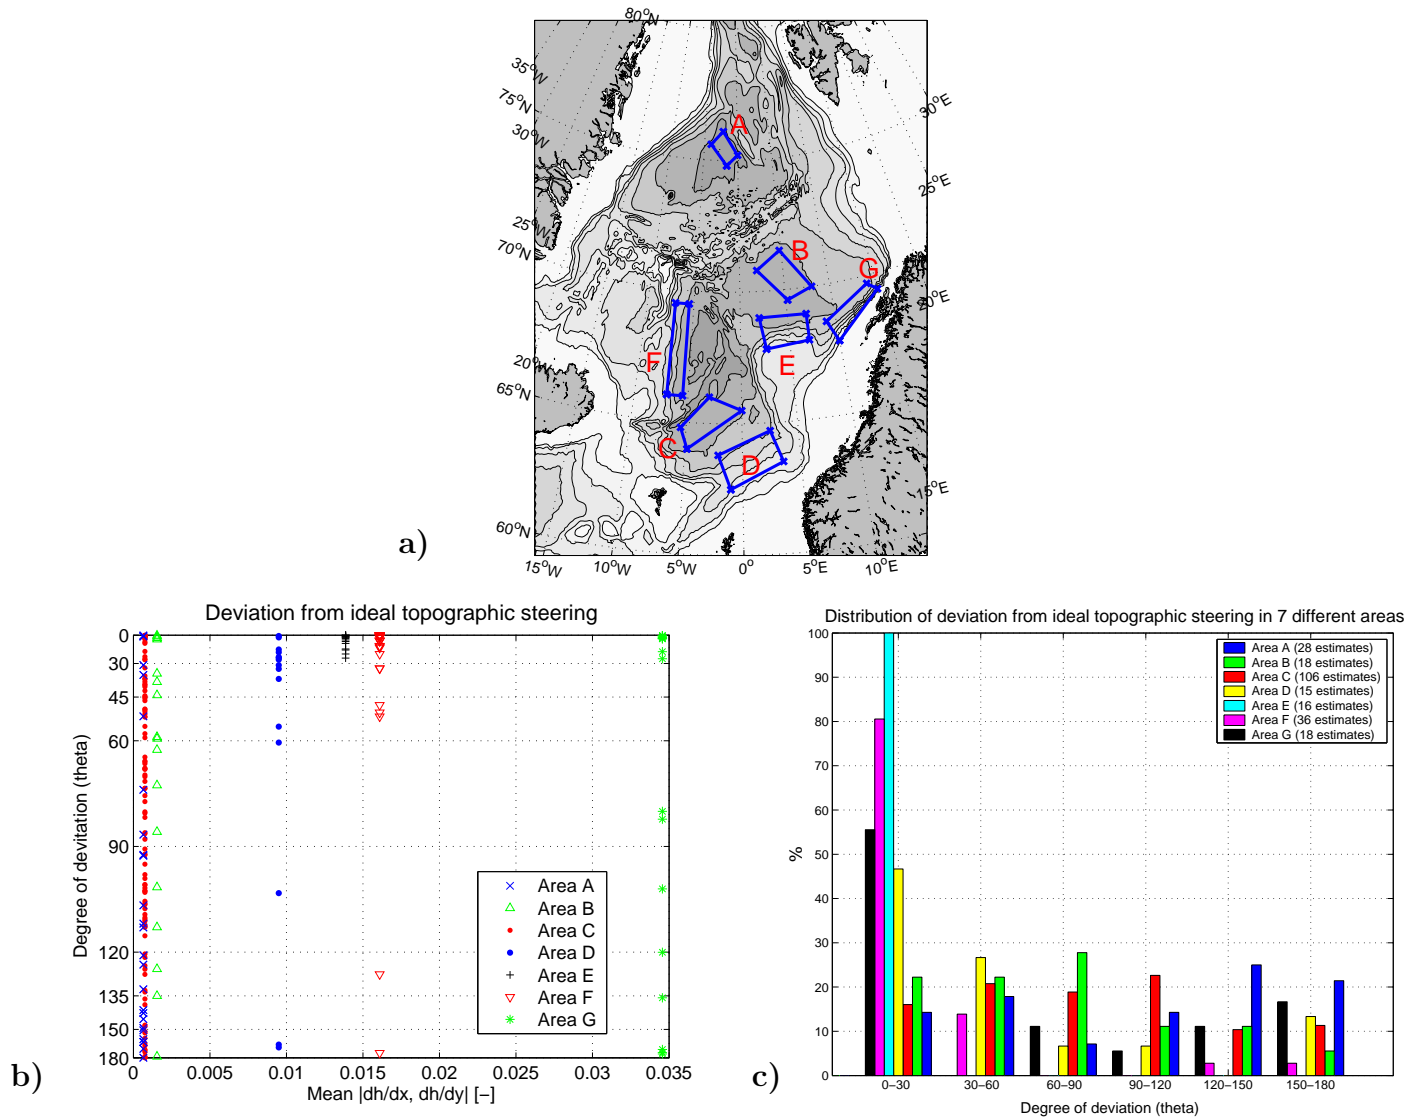 80°N
35°W
75°N
30°W
25°W
70°N
20°W
65°N
60°N
15°W
10°W
5°W
0°
5°E
10°E
15°E
20°E
25°E
30°E
A
B
G
F
E
C
D
a)
Deviation from ideal topographic steering
Degree of devitation (theta)
0
30
45
60
90
120
135
150
180
0
0.005
0.01
0.015
0.02
0.025
0.03
0.035
Mean |dh/dx, dh/dy| [−]
Area A
Area B
Area C
Area D
Area E
Area F
Area G
b)
Distribution of deviation from ideal topographic steering in 7 different areas
%
100
90
80
70
60
50
40
30
20
10
0
0−30
30−60
60−90
90−120
120−150
150−180
Degree of deviation (theta)
Area A (28 estimates)
Area B (18 estimates)
Area C (106 estimates)
Area D (15 estimates)
Area E (16 estimates)
Area F (36 estimates)
Area G (18 estimates)
c)